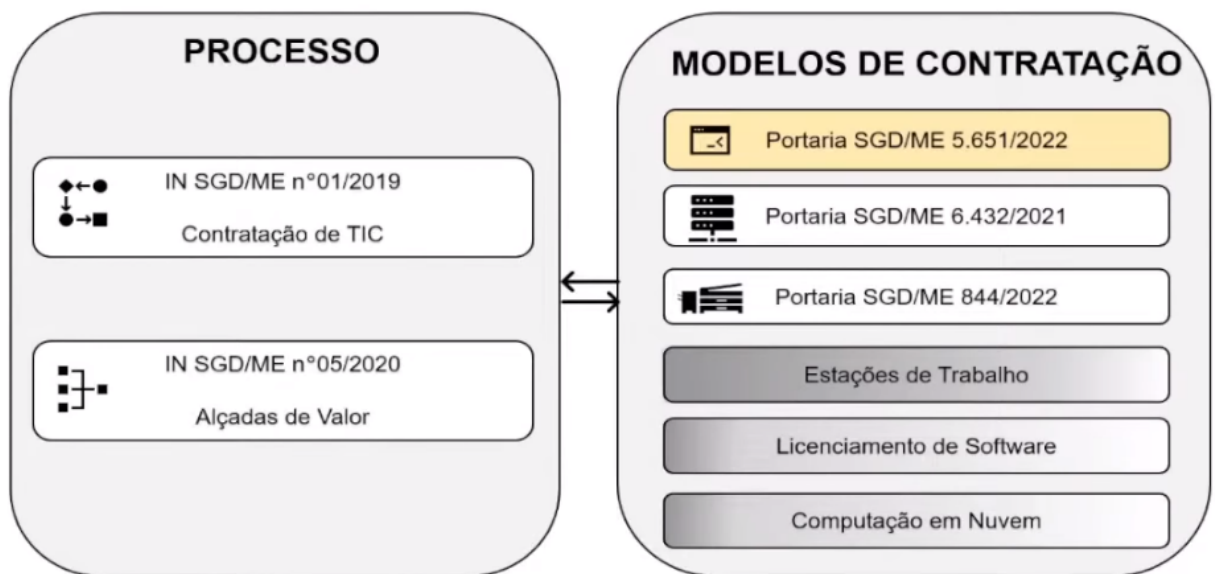 PROCESSO
IN SGD/ME n°01/2019
Contratação de TIC
IN SGD/ME n°05/2020
Alçadas de Valor
MODELOS DE CONTRATAÇÃO
Portaria SGD/ME 5.651/2022
Portaria SGD/ME 6.432/2021
Portaria SGD/ME 844/2022
Estações de Trabalho
Licenciamento de Software
Computação em Nuvem